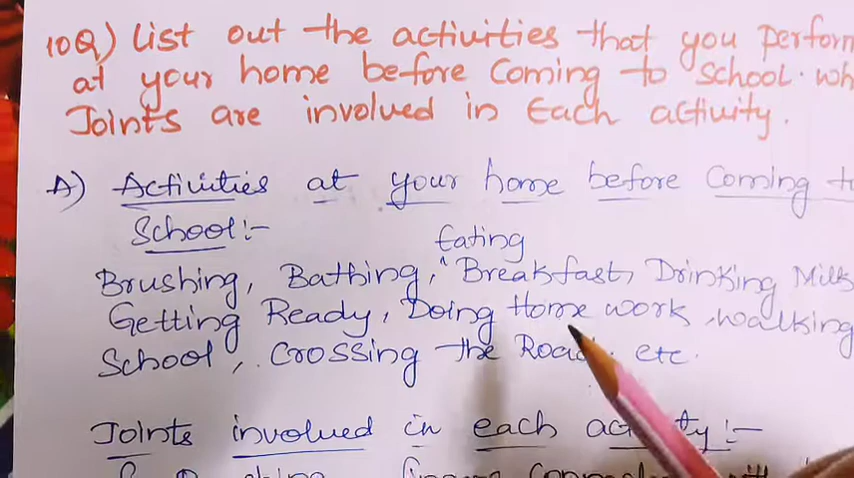 10Q) List out the activities that you perform
at your home before Coming to School. wh
Joints are involved in Each activity.
A) Activities at your home before Coming to
School:-
Eating
Brushing, Bathing, ^ Breakfast, Drinking Milk
Getting Ready, Doing Home work, walking
School, Crossing the Road, etc.
Joints involved in each activity:-